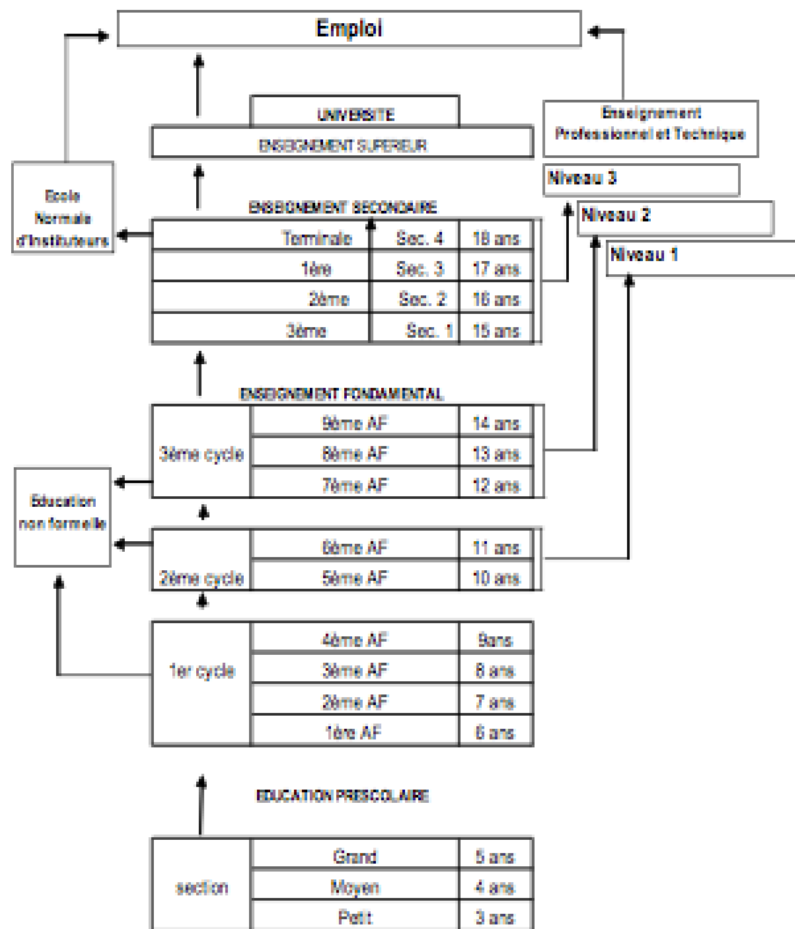 Emploi
UNIVERSITE
ENSEIGNEMENT SUPERIEUR
Enseignement
Professionnel et Technique
Niveau 3
Niveau 2
Niveau 1
Ecole
Normale
d'Instituteurs
ENSEIGNEMENT SECONDAIRE
Terminale Sec. 4 18 ans
1ère Sec. 3 17 ans
2ème Sec. 2 16 ans
3ème Sec. 1 15 ans
ENSEIGNEMENT FONDAMENTAL
3ème cycle
9ème AF 14 ans
8ème AF 13 ans
7ème AF 12 ans
Education
non formelle
2ème cycle
6ème AF 11 ans
5ème AF 10 ans
1er cycle
4ème AF 9ans
3ème AF 8 ans
2ème AF 7 ans
1ère AF 6 ans
EDUCATION PRESCOLAIRE
section
Grand 5 ans
Moyen 4 ans
Petit 3 ans